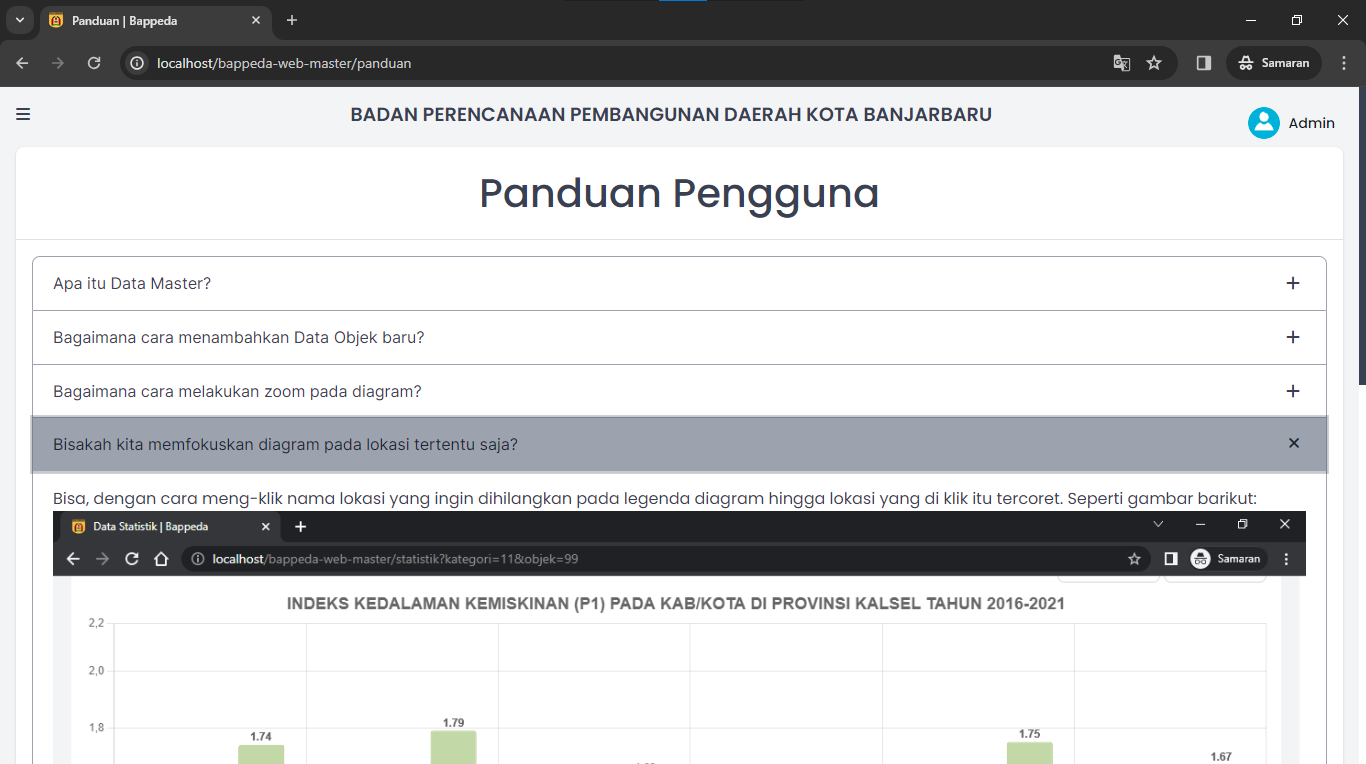 Panduan | Bappeda
localhost/bappeda-web-master/panduan
Samaran
BADAN PERENCANAAN PEMBANGUNAN DAERAH KOTA BANJARBARU
Admin
Panduan Pengguna
Apa itu Data Master?
Bagaimana cara menambahkan Data Objek baru?
Bagaimana cara melakukan zoom pada diagram?
Bisakah kita memfokuskan diagram pada lokasi tertentu saja?
Bisa, dengan cara meng-klik nama lokasi yang ingin dihilangkan pada legenda diagram hingga lokasi yang di klik itu tercoret. Seperti gambar barikut:
Data Statistik | Bappeda
localhost/bappeda-web-master/statistik?kategori=11&objek=99
Samaran
INDEKS KEDALAMAN KEMISKINAN (P1) PADA KAB/KOTA DI PROVINSI KALSEL TAHUN 2016-2021
2,2
2,0
1,8
1.74
1.79
1.75
1.67